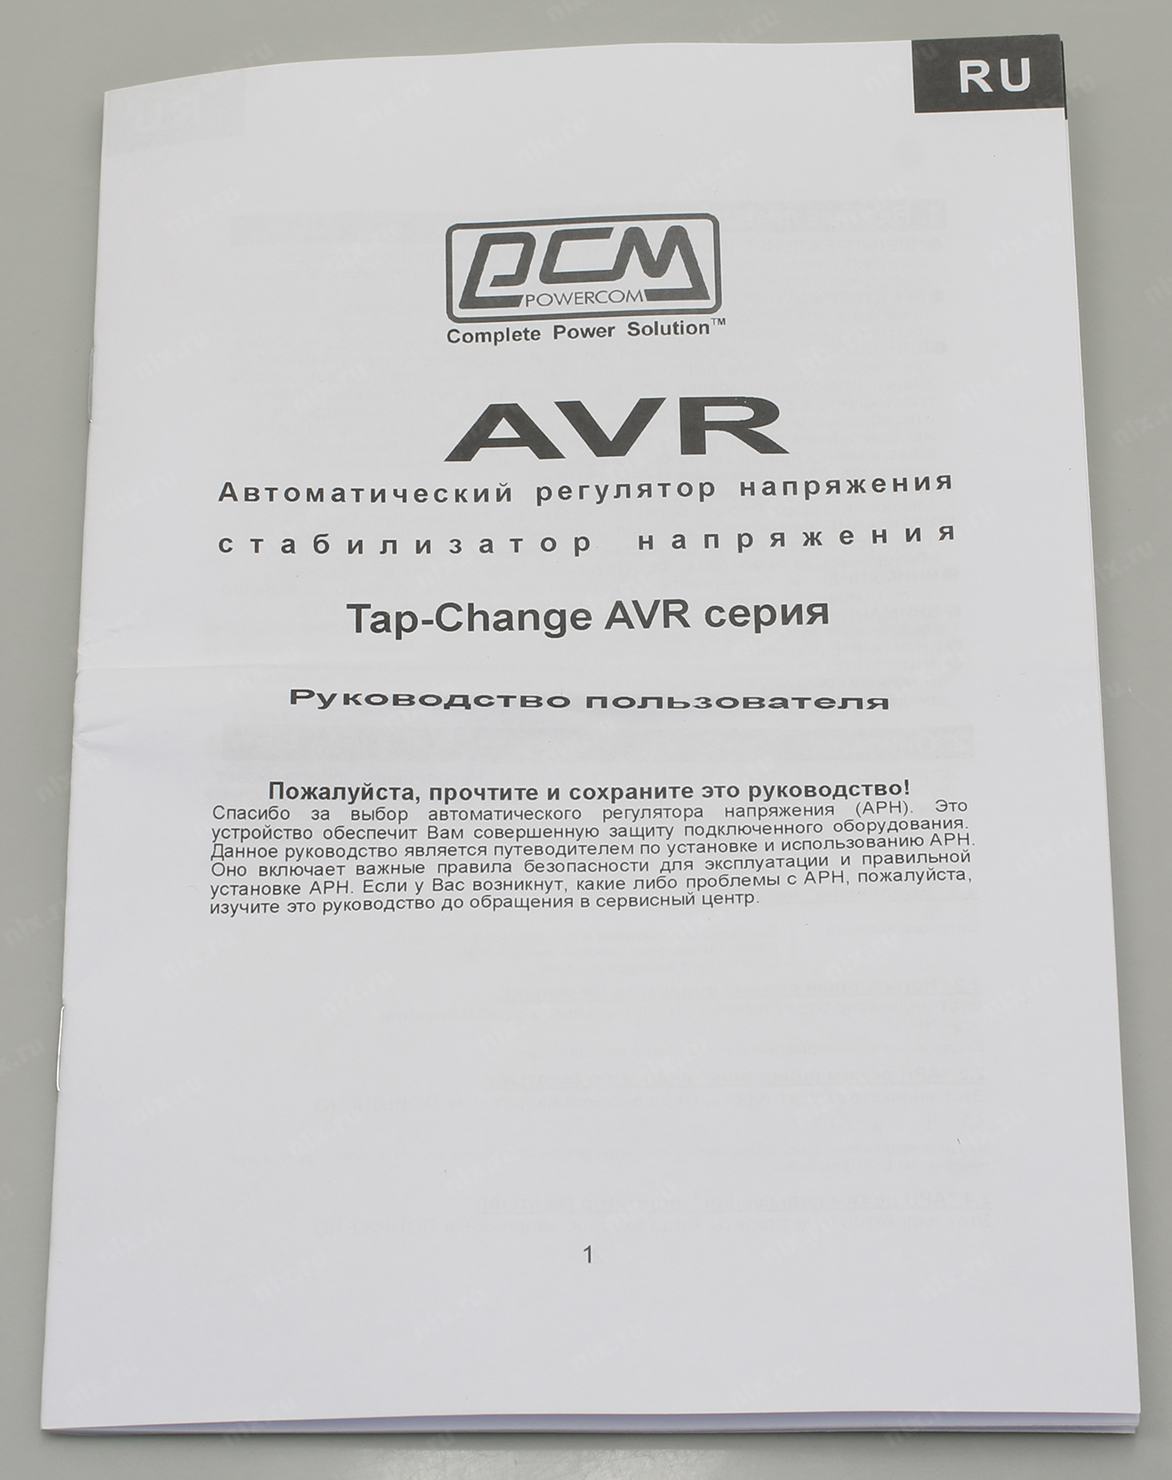 RU
PCM
POWERCOM
Complete Power Solution™
AVR
Автоматический регулятор напряжения
стабилизатор напряжения
Tap-Change AVR серия
Руководство пользователя
Пожалуйста, прочтите и сохраните это руководство!
Спасибо за выбор автоматического регулятора напряжения (АРН). Это
устройство обеспечит Вам совершенную защиту подключенного оборудования.
Данное руководство является путеводителем по установке и использованию АРН.
Оно включает важные правила безопасности для эксплуатации и правильной
установке АРН. Если у Вас возникнут, какие либо проблемы с АРН, пожалуйста,
изучите это руководство до обращения в сервисный центр.
1